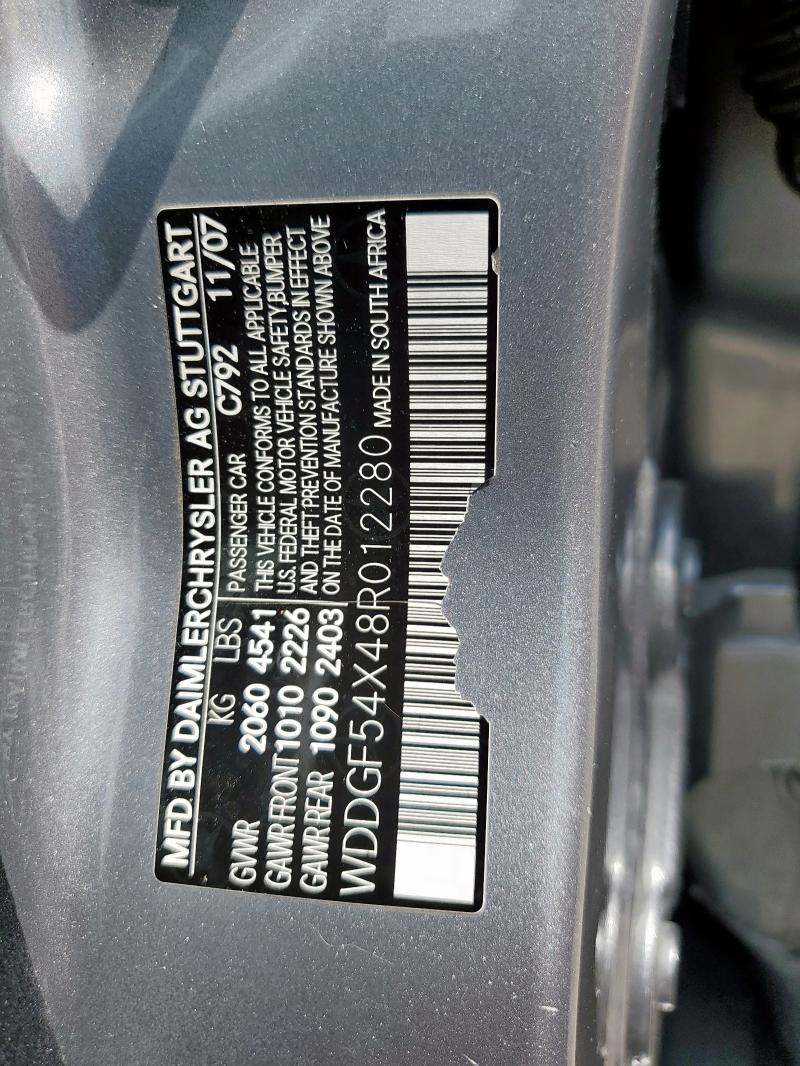 MFD BY DAIMLERCHRYSLER AG STUTTGART
KG LBS C792 11/07
GVWR 2060 4541 PASSENGER CAR
GAWR FRONT 1010 2226
GAWR REAR 1090 2403
THIS VEHICLE CONFORMS TO ALL APPLICABLE
U.S. FEDERAL MOTOR VEHICLE SAFETY,BUMPER
AND THEFT PREVENTION STANDARDS IN EFFECT
ON THE DATE OF MANUFACTURE SHOWN ABOVE
WDDGF54X48R012280 MADE IN SOUTH AFRICA